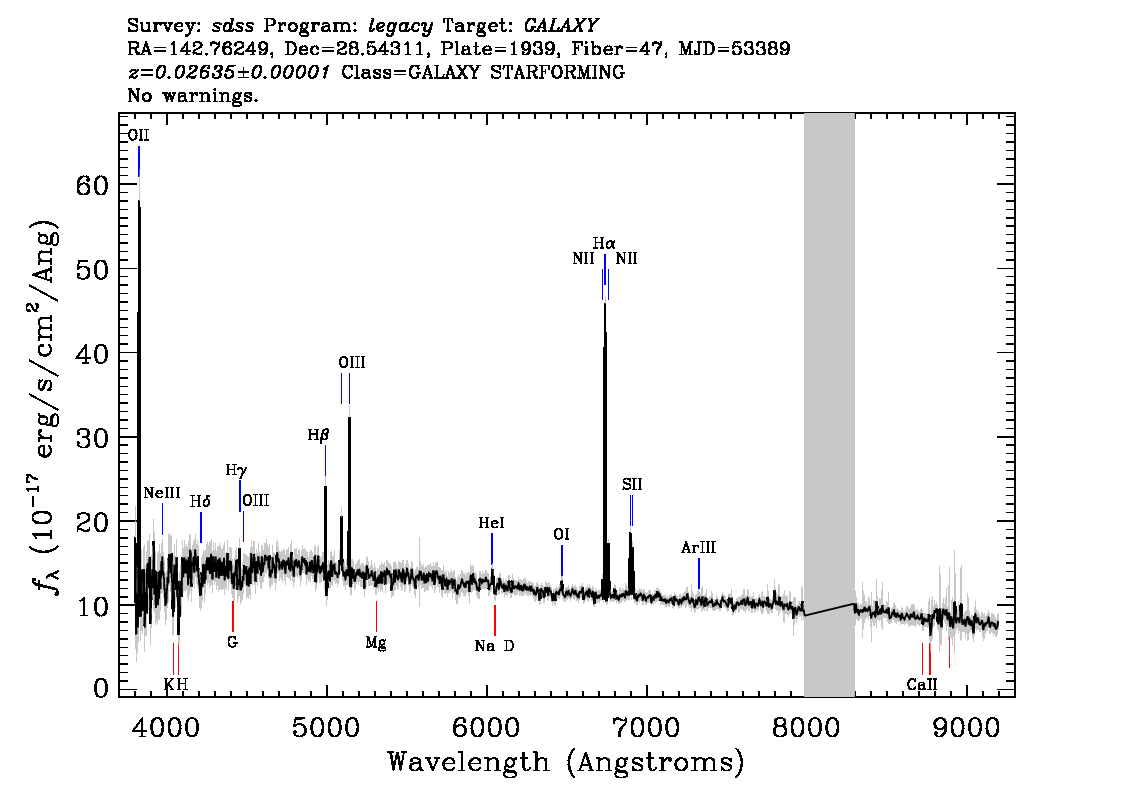 Survey: sdss Program: legacy Target: GALAXY
RA=142.76249, Dec=28.54311, Plate=1939, Fiber=47, MJD=53389
z=0.02635±0.00001 Class=GALAXY STARFORMING
No warnings.
OII
60
Hα
NII NII
50
40
OIII
Hβ
30
Hγ
SII
NeIII Hδ OIII
20
HeI
OI
ArIII
10
G Mg Na D
K H CaII
0
4000 5000 6000 7000 8000 9000
Wavelength (Angstroms)
fλ (10⁻¹⁷ erg/s/cm²/Ang)